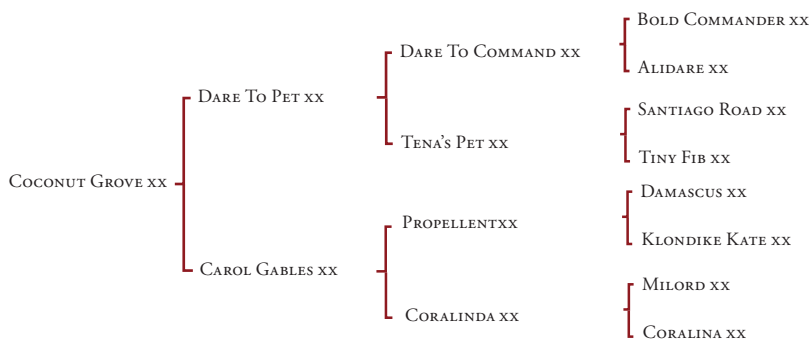 Bold Commander xx
Dare To Command xx
Alidare xx
Dare To Pet xx
Santiago Road xx
Tena's Pet xx
Tiny Fib xx
Coconut Grove xx
Damascus xx
Propellentxx
Klondike Kate xx
Carol Gables xx
Milord xx
Coralinda xx
Coralina xx